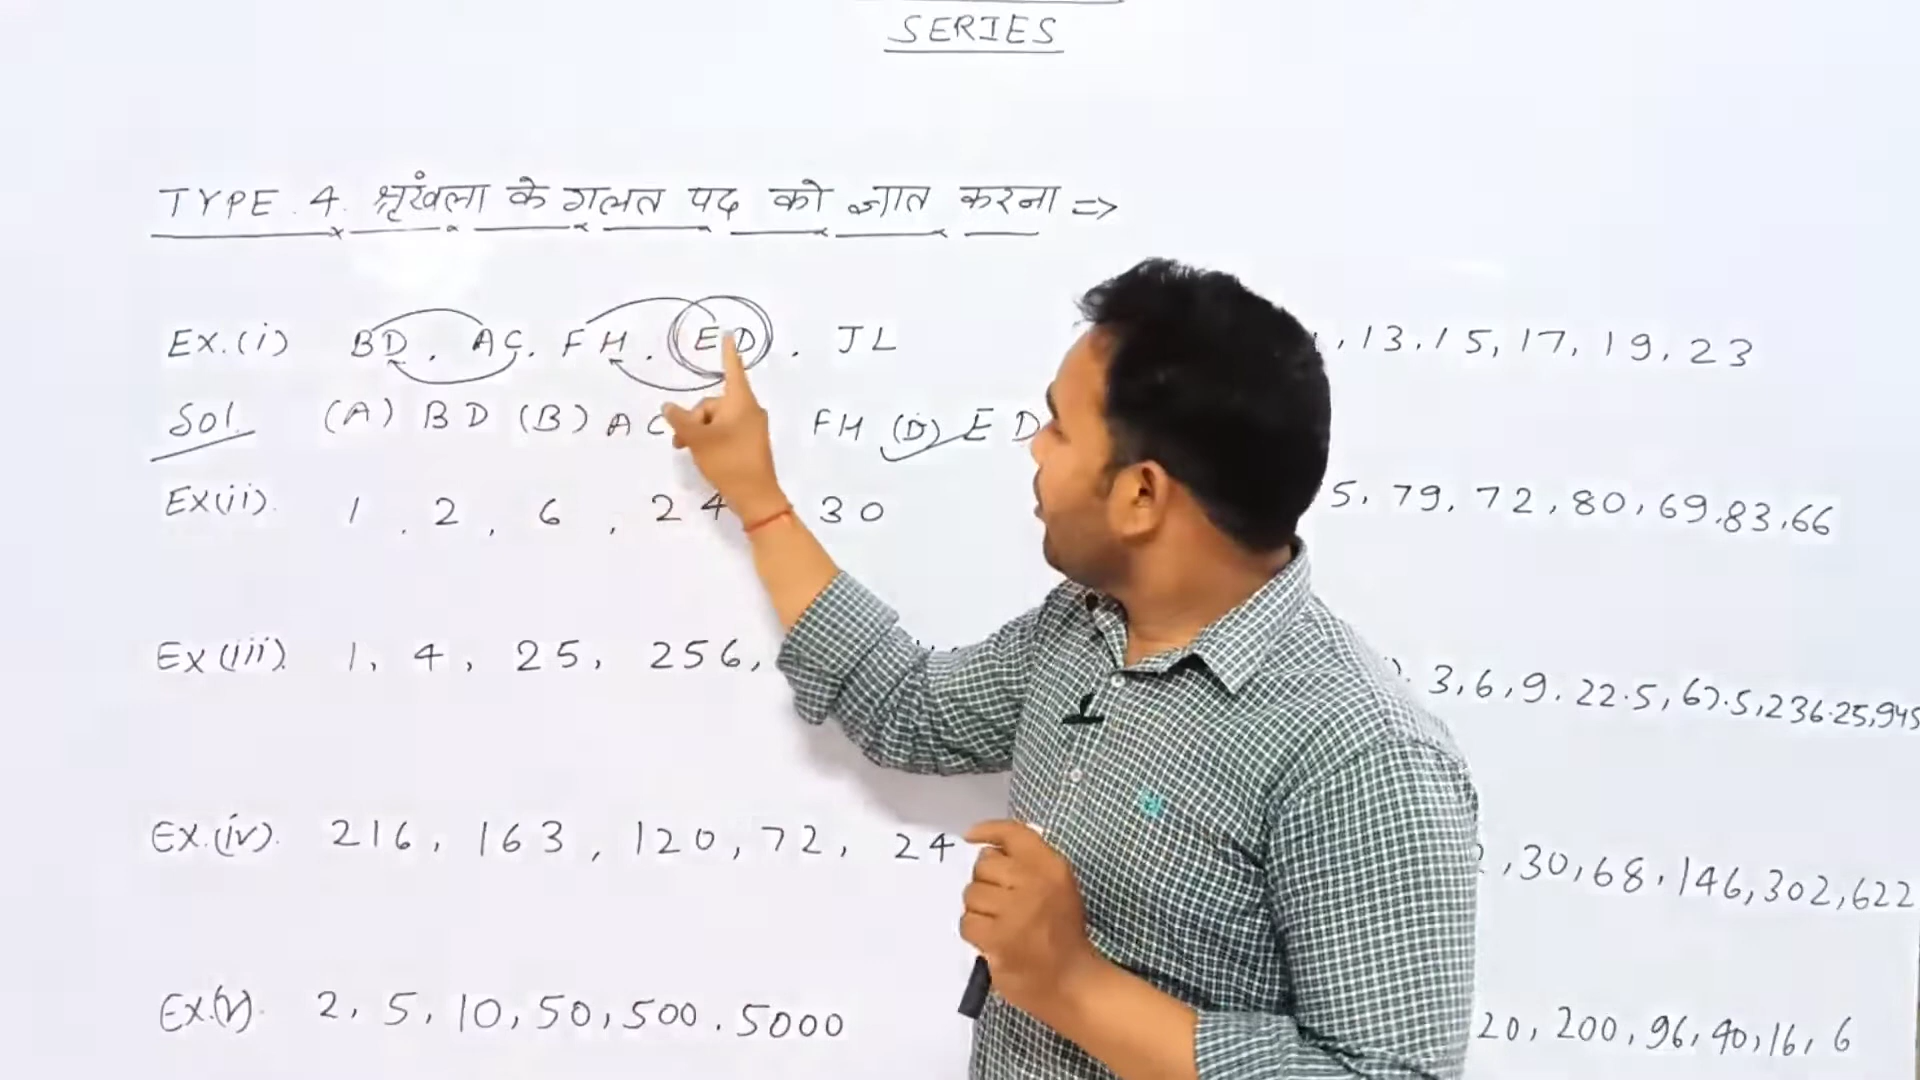 SERIES
TYPE 4. श्रृंखला के गलत पद को ज्ञात करना =>
Ex.(i) BD, AC, FH, ED, JL
Sol. (A) BD (B) AC FH (D) ED
Ex(ii). 1, 2, 6, 24 30
Ex(iii). 1, 4, 25, 256,
Ex.(iv). 216, 163, 120, 72, 24
Ex.(v). 2, 5, 10, 50, 500, 5000
, 13, 15, 17, 19, 23
5, 79, 72, 80, 69, 83, 66
3, 6, 9, 22.5, 67.5, 236.25, 945
, 30, 68, 146, 302, 622
20, 200, 96, 40, 16, 6